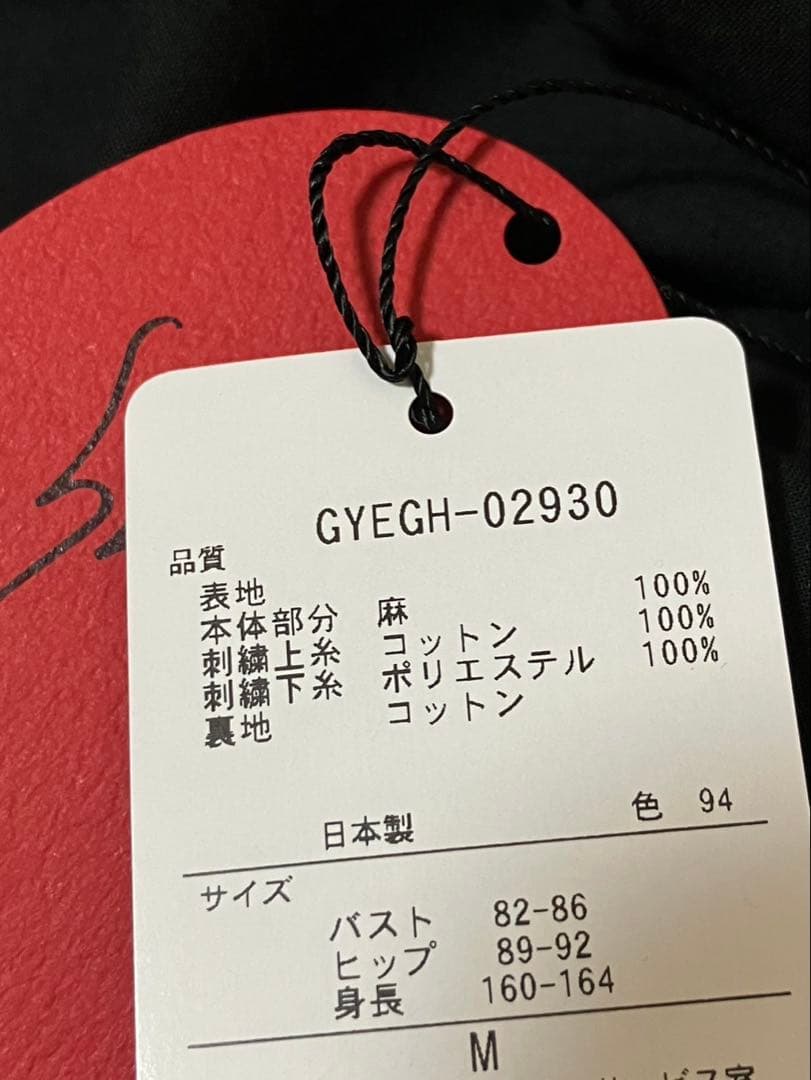 GYEGH-02930
品質
表地
本体部分 麻 100%
刺繍上糸 コットン 100%
刺繍下糸 ポリエステル 100%
裏地 コットン
日本製 色 94
サイズ
バスト 82-86
ヒップ 89-92
身長 160-164
M